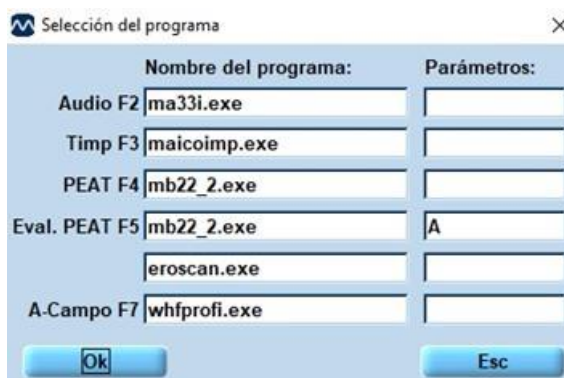 Selección del programa
Nombre del programa: Parámetros:
Audio F2 ma33i.exe
Timp F3 maicoimp.exe
PEAT F4 mb22_2.exe
Eval. PEAT F5 mb22_2.exe A
eroscan.exe
A-Campo F7 whfprofi.exe
Ok Esc